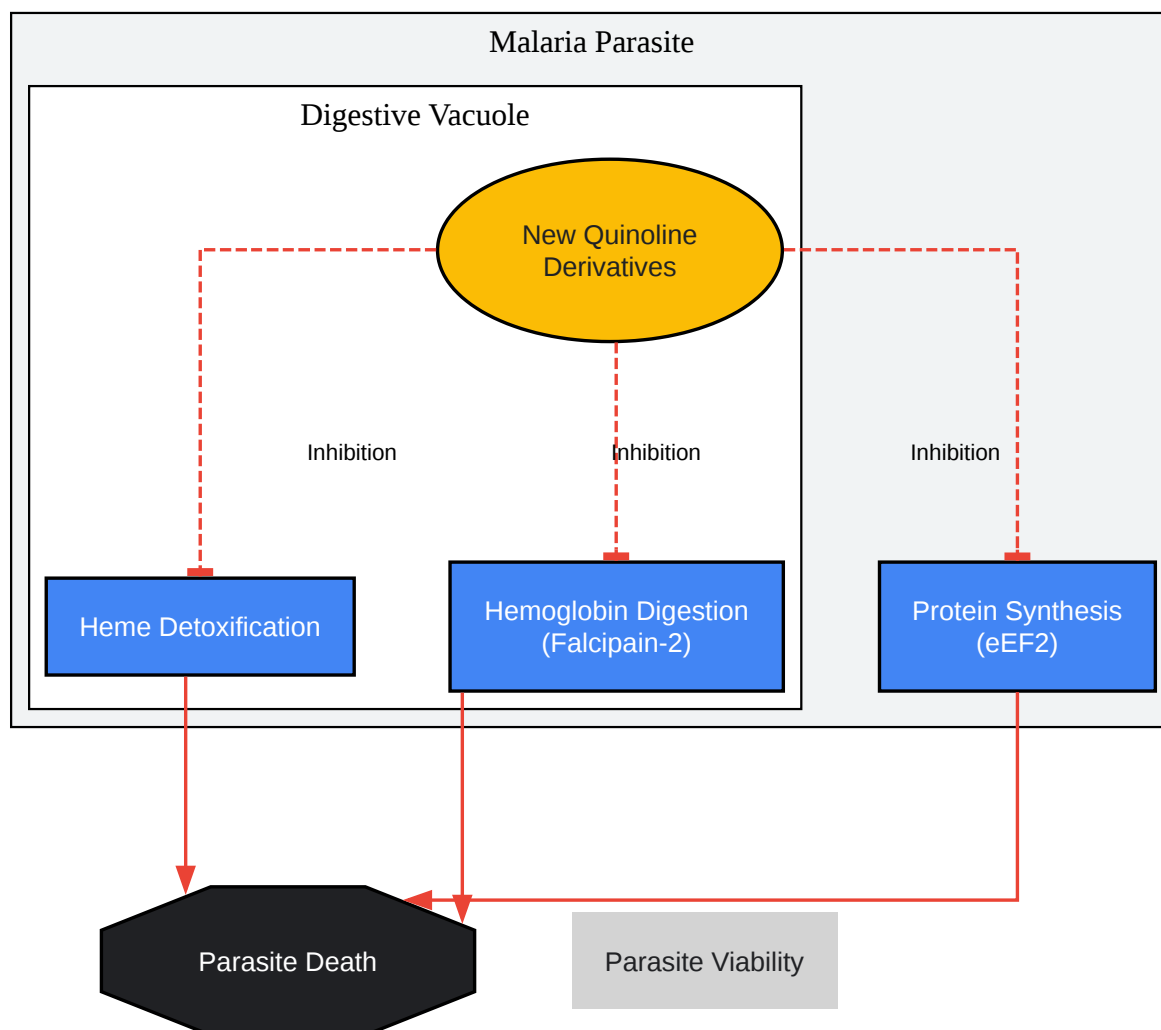 Malaria Parasite
Digestive Vacuole
New Quinoline
Derivatives
Inhibition
Inhibition
Inhibition
Heme Detoxification
Hemoglobin Digestion
(Falcipain-2)
Protein Synthesis
(eEF2)
Parasite Death
Parasite Viability